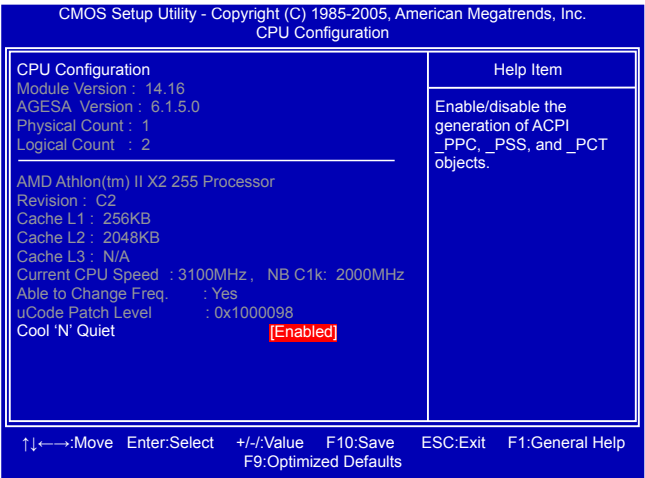 CMOS Setup Utility - Copyright (C) 1985-2005, American Megatrends, Inc.
CPU Configuration
CPU Configuration
Module Version : 14.16
AGESA Version : 6.1.5.0
Physical Count : 1
Logical Count : 2
AMD Athlon(tm) II X2 255 Processor
Revision : C2
Cache L1 : 256KB
Cache L2 : 2048KB
Cache L3 : N/A
Current CPU Speed : 3100MHz , NB C1k: 2000MHz
Able to Change Freq. : Yes
uCode Patch Level : 0x1000098
Cool ‘N’ Quiet [Enabled]
Help Item
Enable/disable the
generation of ACPI
_PPC, _PSS, and _PCT
objects.
↑↓←→:Move Enter:Select +/-/:Value F10:Save ESC:Exit F1:General Help
F9:Optimized Defaults